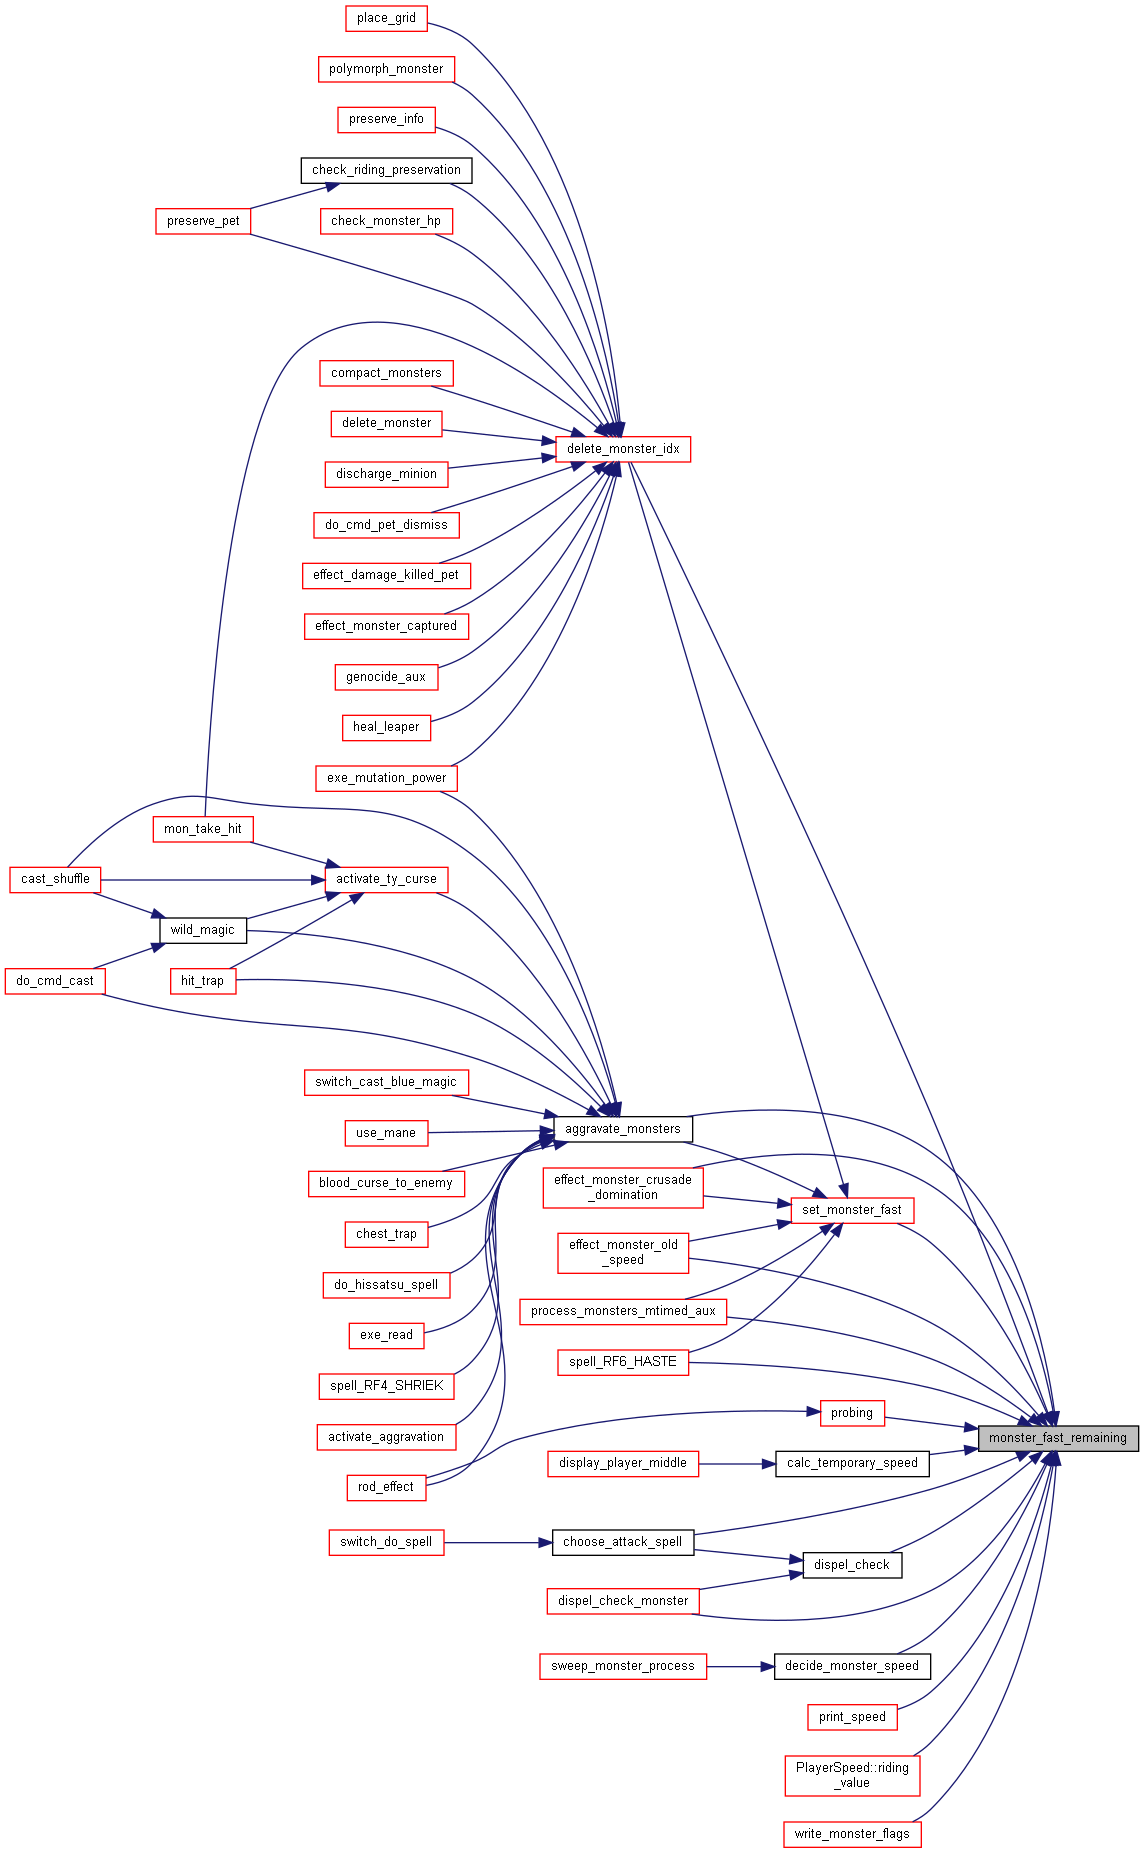 place_grid
polymorph_monster
preserve_info
check_riding_preservation
preserve_pet
check_monster_hp
compact_monsters
delete_monster
delete_monster_idx
discharge_minion
do_cmd_pet_dismiss
effect_damage_killed_pet
effect_monster_captured
genocide_aux
heal_leaper
exe_mutation_power
mon_take_hit
cast_shuffle
activate_ty_curse
wild_magic
do_cmd_cast
hit_trap
switch_cast_blue_magic
use_mane
aggravate_monsters
blood_curse_to_enemy
effect_monster_crusade
_domination
set_monster_fast
chest_trap
effect_monster_old
_speed
do_hissatsu_spell
process_monsters_mtimed_aux
exe_read
spell_RF6_HASTE
spell_RF4_SHRIEK
probing
activate_aggravation
monster_fast_remaining
display_player_middle
calc_temporary_speed
rod_effect
switch_do_spell
choose_attack_spell
dispel_check
dispel_check_monster
sweep_monster_process
decide_monster_speed
print_speed
PlayerSpeed::riding
_value
write_monster_flags